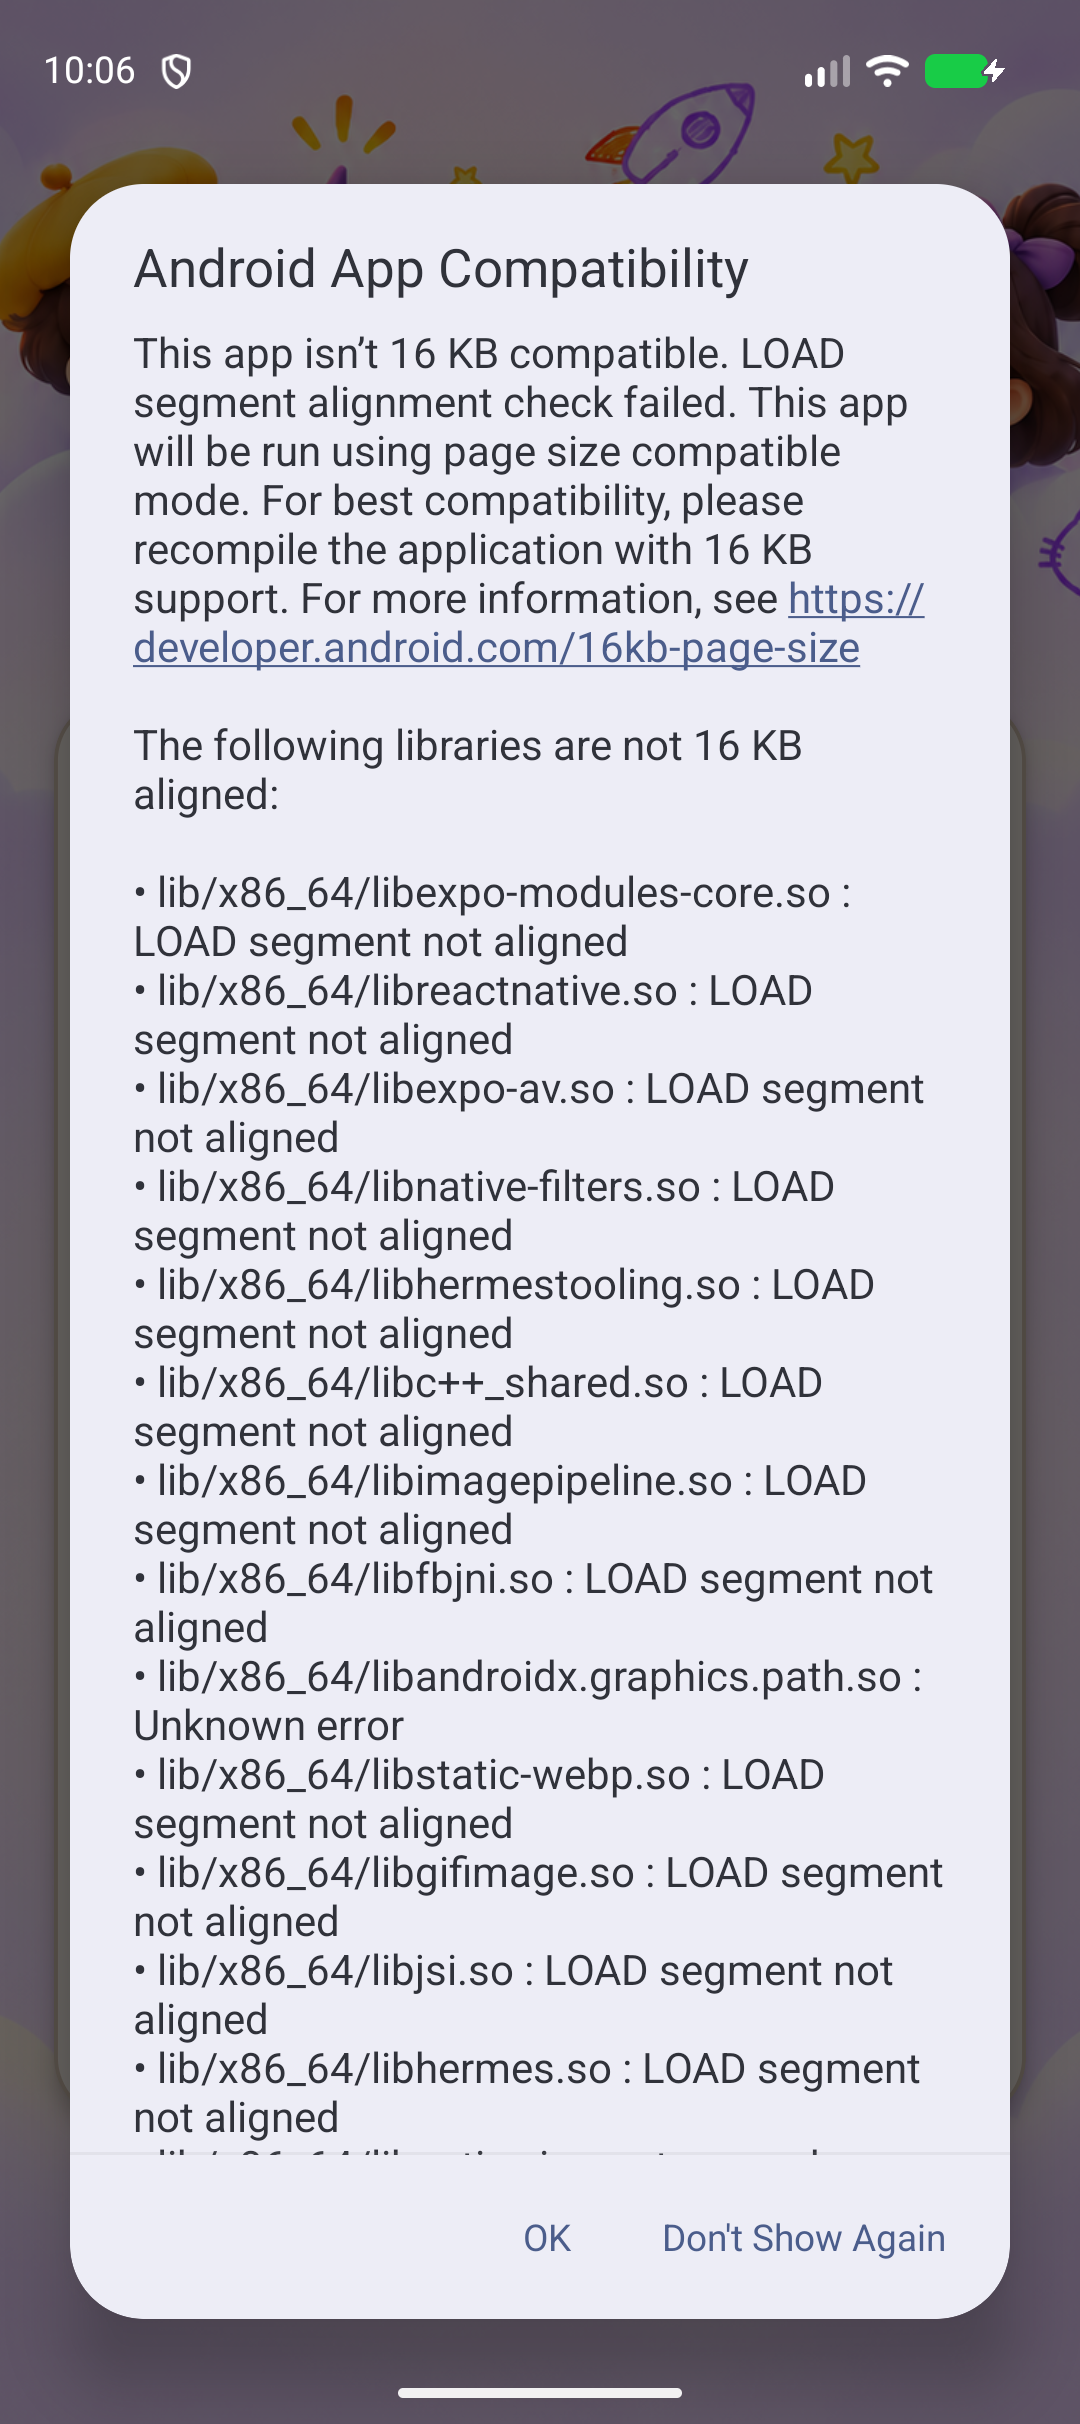 10:06
Android App Compatibility
This app isn’t 16 KB compatible. LOAD
segment alignment check failed. This app
will be run using page size compatible
mode. For best compatibility, please
recompile the application with 16 KB
support. For more information, see https://
developer.android.com/16kb-page-size
The following libraries are not 16 KB
aligned:
• lib/x86_64/libexpo-modules-core.so :
LOAD segment not aligned
• lib/x86_64/libreactnative.so : LOAD
segment not aligned
• lib/x86_64/libexpo-av.so : LOAD segment
not aligned
• lib/x86_64/libnative-filters.so : LOAD
segment not aligned
• lib/x86_64/libhermestooling.so : LOAD
segment not aligned
• lib/x86_64/libc++_shared.so : LOAD
segment not aligned
• lib/x86_64/libimagepipeline.so : LOAD
segment not aligned
• lib/x86_64/libfbjni.so : LOAD segment not
aligned
• lib/x86_64/libandroidx.graphics.path.so :
Unknown error
• lib/x86_64/libstatic-webp.so : LOAD
segment not aligned
• lib/x86_64/libgifimage.so : LOAD segment
not aligned
• lib/x86_64/libjsi.so : LOAD segment not
aligned
• lib/x86_64/libhermes.so : LOAD segment
not aligned
OK Don't Show Again